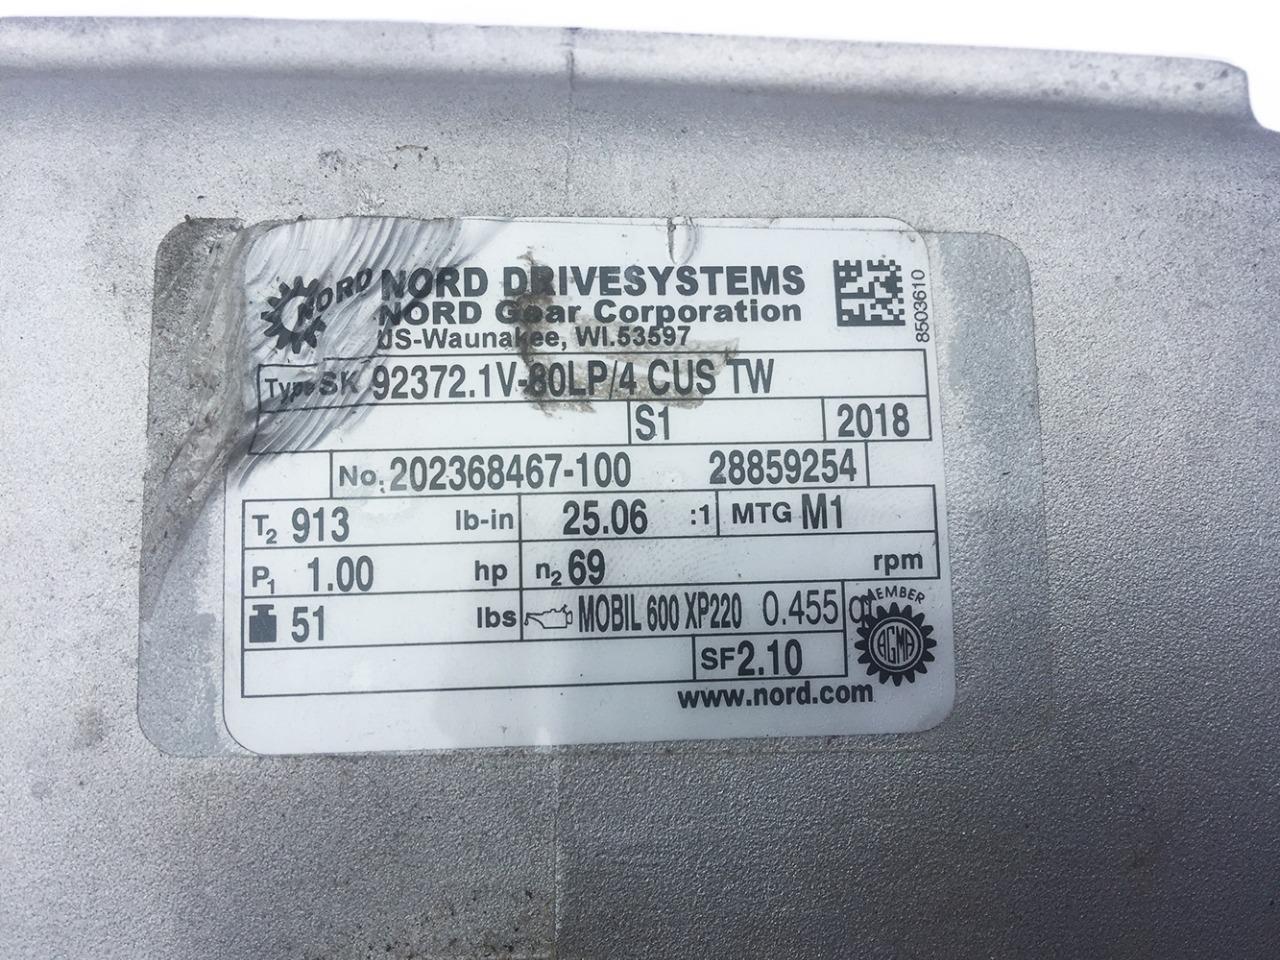 NORD
NORD DRIVESYSTEMS
NORD Gear Corporation
US-Waunakee, WI.53597
8503610
Type SK 92372.1V-80LP/4 CUS TW
S1 2018
No. 202368467-100 28859254
T2 913 lb-in 25.06 :1 MTG M1
P1 1.00 hp n2 69 rpm
51 lbs MOBIL 600 XP220 0.455
MEMBER
AGMA
SF 2.10
www.nord.com